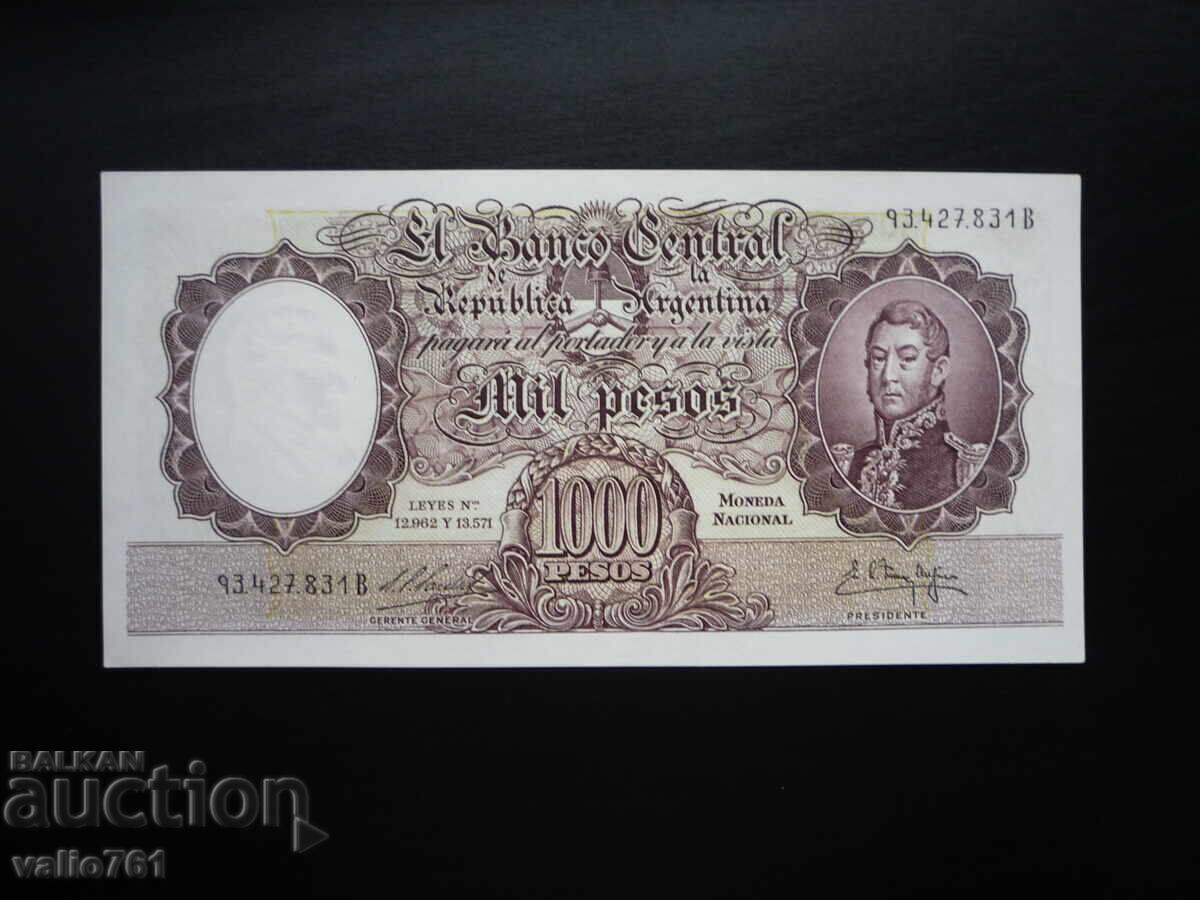 93.427.831B
El Banco Central
de la
República Argentina
pagará al portador y a la vista
Mil pesos
LEYES Nos
12.962 Y 13.571
1000
PESOS
MONEDA
NACIONAL
93.427.831B
GERENTE GENERAL
PRESIDENTE
BALKAN
auction
valio761